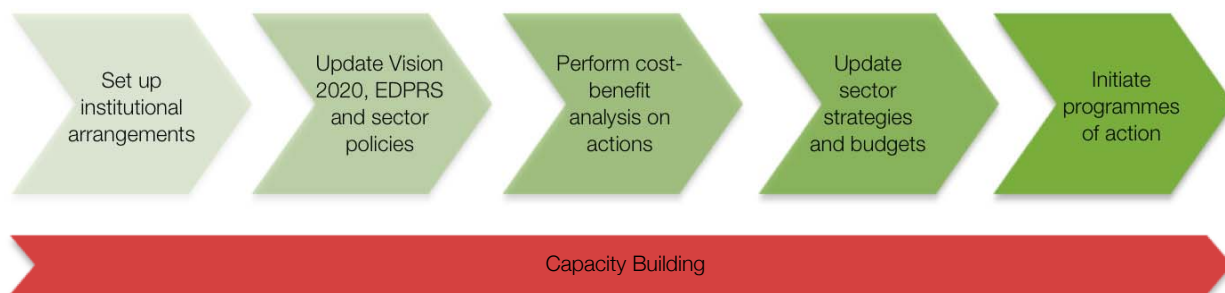 Set up
institutional
arrangements
Update Vision
2020, EDPRS
and sector
policies
Perform cost-
benefit
analysis on
actions
Update
sector
strategies
and budgets
Initiate
programmes
of action
Capacity Building